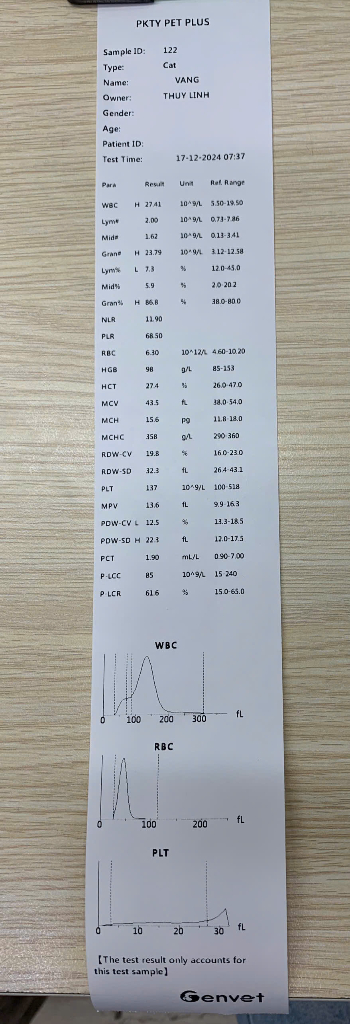 PKTY PET PLUS
Sample ID: 122
Type: Cat
Name: VANG
Owner: THUY LINH
Gender:
Age:
Patient ID:
Test Time: 17-12-2024 07:37
Para Result Unit Ref. Range
WBC H 27.41 10^9/L 5.50-19.50
Lym# 2.00 10^9/L 0.73-7.86
Mid# 1.62 10^9/L 0.13-3.41
Gran# H 23.79 10^9/L 3.12-12.58
Lym% L 7.3 % 12.0-45.0
Mid% 5.9 % 2.0-20.2
Gran% H 86.8 % 38.0-80.0
NLR 11.90
PLR 68.50
RBC 6.30 10^12/L 4.60-10.20
HGB 98 g/L 85-153
HCT 27.4 % 26.0-47.0
MCV 43.5 fL 38.0-54.0
MCH 15.6 pg 11.8-18.0
MCHC 358 g/L 290-360
RDW-CV 19.8 % 16.0-23.0
RDW-SD 32.3 fL 26.4-43.1
PLT 137 10^9/L 100-518
MPV 13.6 fL 9.9-16.3
PDW-CV L 12.5 % 13.3-18.5
PDW-SD H 22.3 fL 12.0-17.5
PCT 1.90 mL/L 0.90-7.00
P-LCC 85 10^9/L 15-240
P-LCR 61.6 % 15.0-65.0
WBC
0 100 200 300 fL
RBC
0 100 200 fL
PLT
0 10 20 30 fL
【The test result only accounts for
this test sample】
Genvet